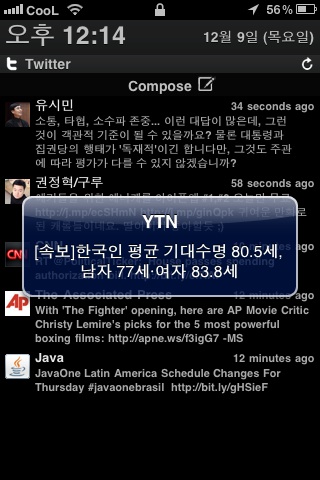 CooL 56%
오후 12:14 12월 9일 (목요일)
Twitter
Compose
유시민 34 seconds ago
소통, 타협, 소수파 존중... 이런 대답이 많은데, 그런
것이 객관적 기준이 될 수 있을까요? 물론 대통령과
집권당의 행태가 '독재적'이긴 합니다만, 그것도 주관
에 따라 평가가 다를 수 있지 않겠습니까?
권정혁/구루 58 seconds ago
http://j.mp/ecSHmN http://mp/ginOpk
YTN
[속보]한국인 평균 기대수명 80.5세,
남자 77세·여자 83.8세
CNN
house passes spending
The Associated Press 11 minutes ago
With 'The Fighter' opening, here are AP Movie Critic
Christy Lemire's picks for the 5 most powerful
boxing films: http://apne.ws/f3igG7 -MS
Java 12 minutes ago
JavaOne Latin America Schedule Changes For
Thursday #javaonebrasil http://bit.ly/gHSieF